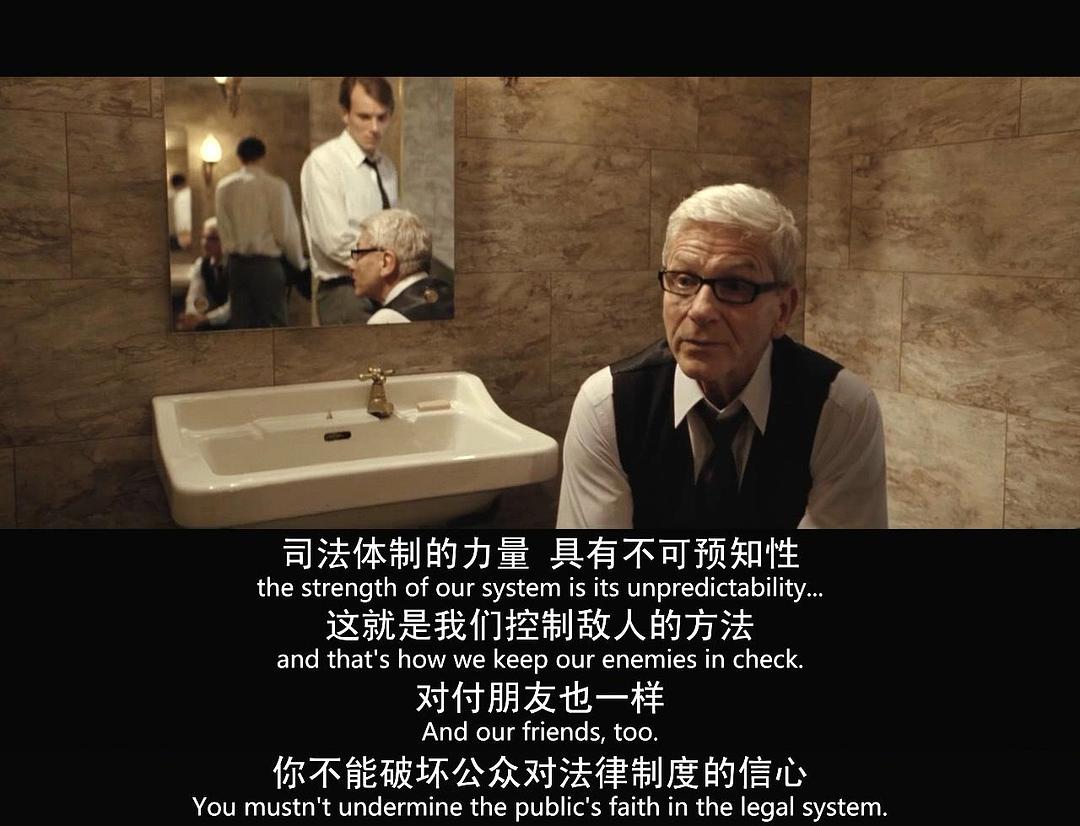 司法体制的力量 具有不可预知性
the strength of our system is its unpredictability...
这就是我们控制敌人的方法
and that's how we keep our enemies in check.
对付朋友也一样
And our friends, too.
你不能破坏公众对法律制度的信心
You mustn't undermine the public's faith in the legal system.